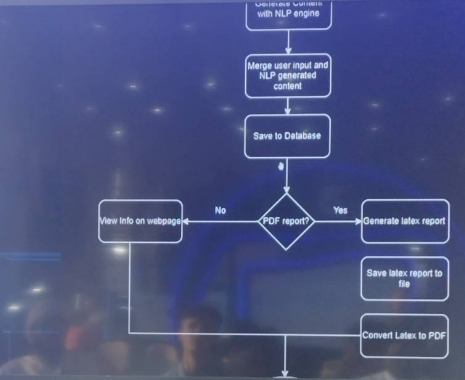 Generate Content
with NLP engine
Merge user input and
NLP generated
content
Save to Database
No
Yes
View Info on webpage
PDF report?
Generate latex report
Save latex report to
file
Convert Latex to PDF